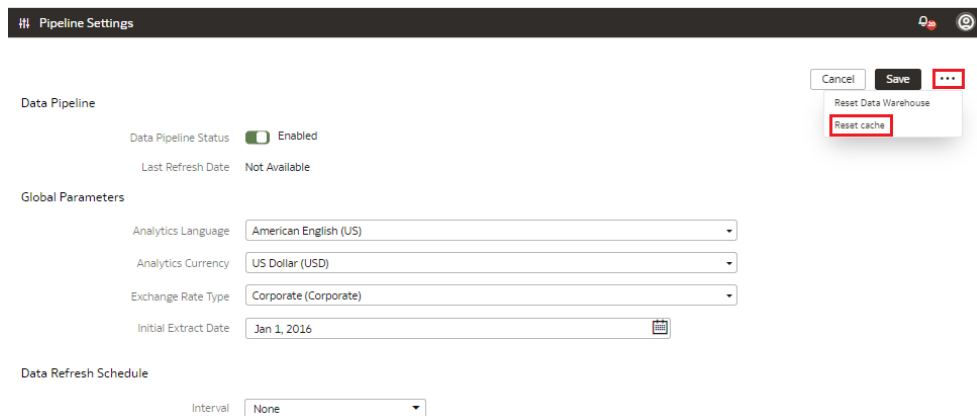 Pipeline Settings
20
Cancel Save ...
Reset Data Warehouse
Reset cache
Data Pipeline
Data Pipeline Status Enabled
Last Refresh Date Not Available
Global Parameters
Analytics Language American English (US)
Analytics Currency US Dollar (USD)
Exchange Rate Type Corporate (Corporate)
Initial Extract Date Jan 1, 2016
Data Refresh Schedule
Interval None